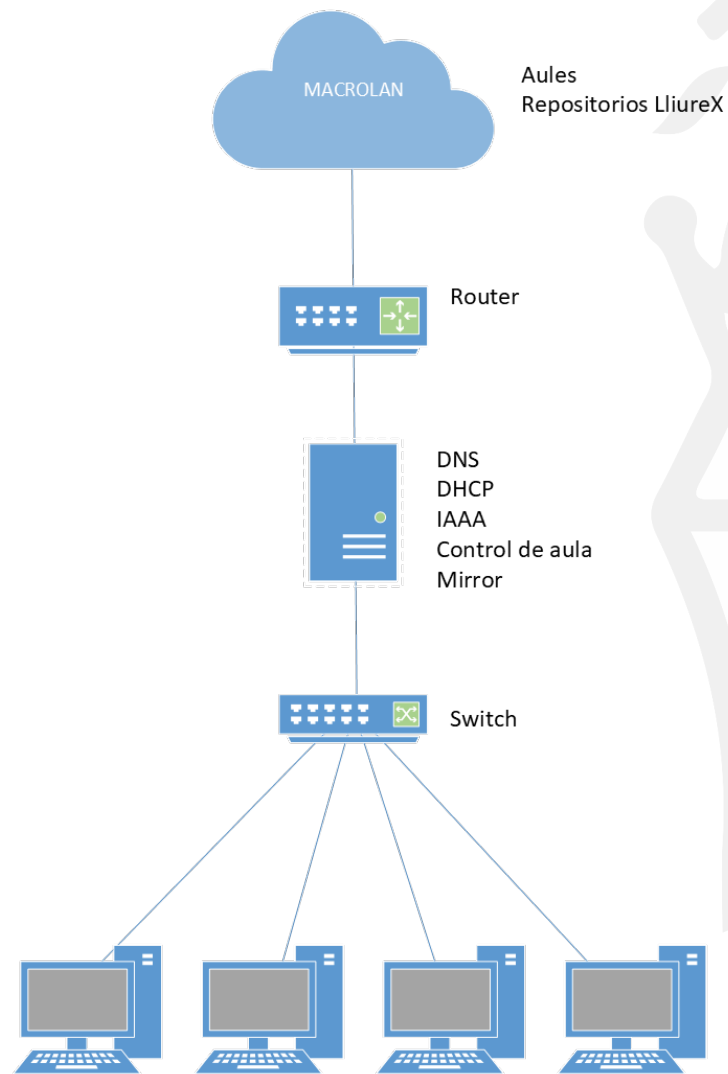 MACROLAN
Aules
Repositorios LliureX
Router
DNS
DHCP
IAAA
Control de aula
Mirror
Switch